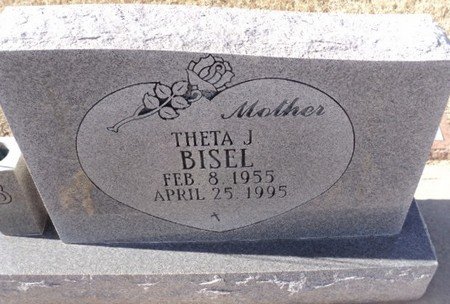 Mother
THETA J
BISEL
FEB. 8 1955
APRIL 25, 1995
B